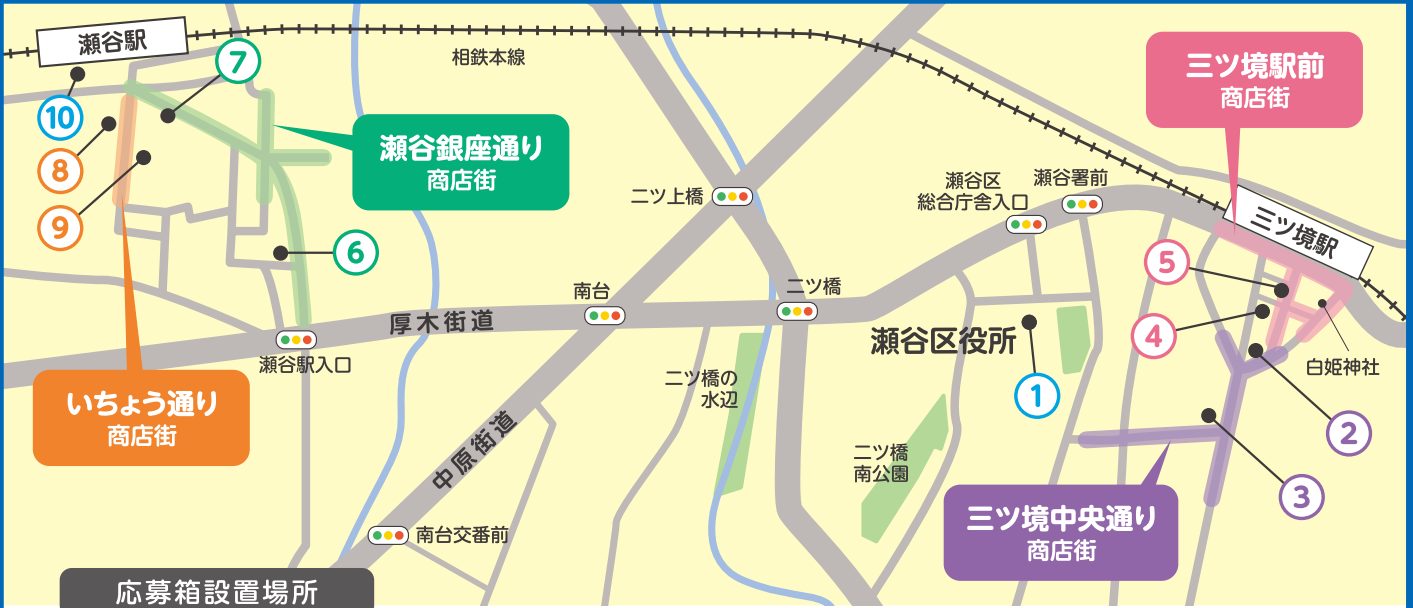 瀬谷駅
相鉄本線
三ツ境駅前
商店街
⑦
⑩
⑧
⑨
瀬谷銀座通り
商店街
二ツ上橋
瀬谷区
総合庁舎入口
瀬谷署前
三ツ境駅
⑥
⑤
④
南台
二ツ橋
厚木街道
瀬谷駅入口
瀬谷区役所
白姫神社
いちょう通り
商店街
二ツ橋の
水辺
①
②
中原街道
二ツ橋
南公園
③
三ツ境中央通り
商店街
南台交番前
応募箱設置場所